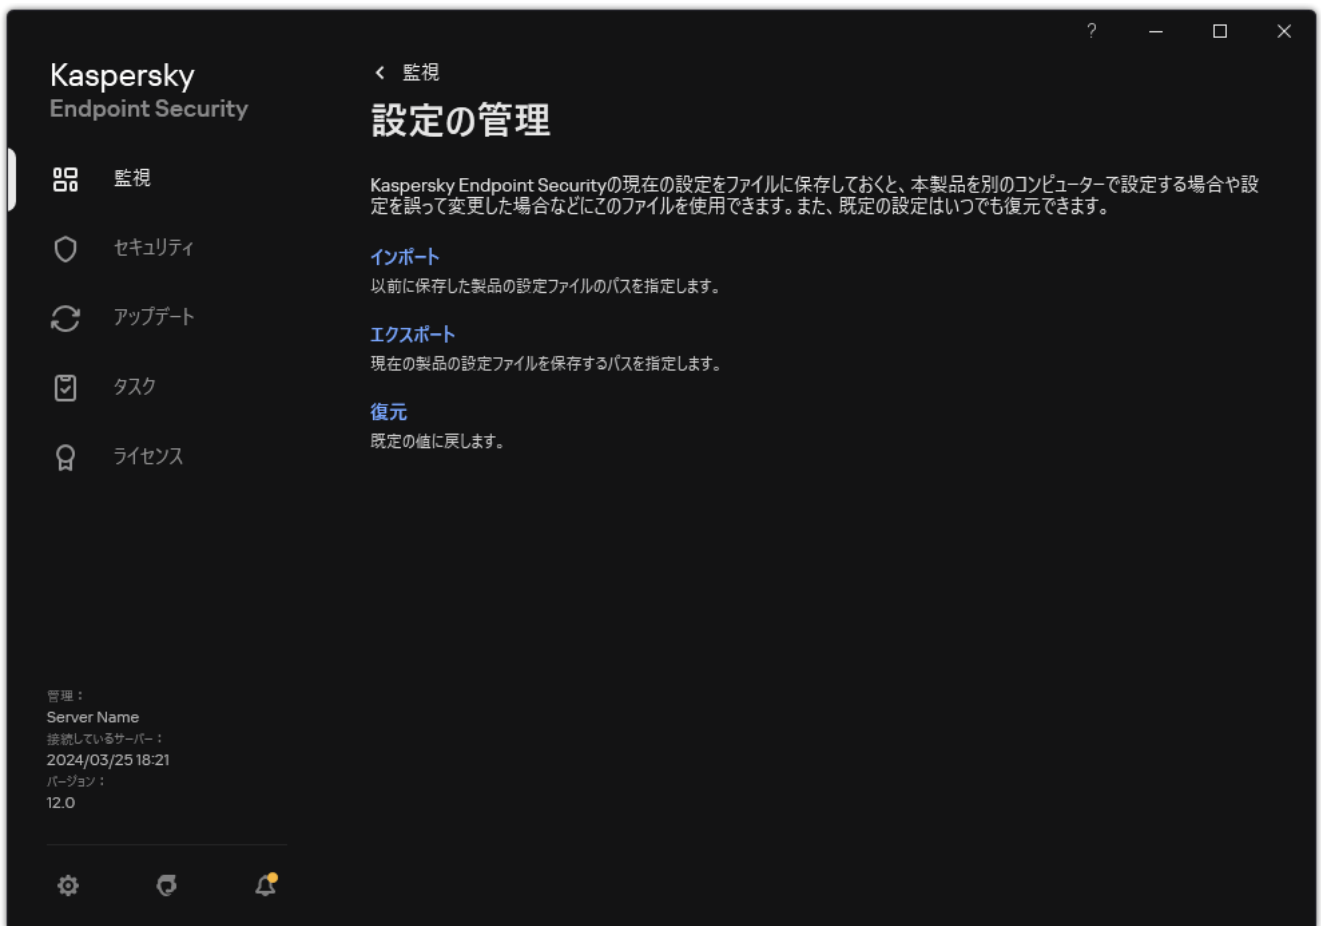 Kaspersky
Endpoint Security
監視
セキュリティ
アップデート
タスク
ライセンス
管理：
Server Name
接続しているサーバー：
2024/03/25 18:21
バージョン：
12.0
?
監視
設定の管理
Kaspersky Endpoint Securityの現在の設定をファイルに保存しておくと、本製品を別のコンピューターで設定する場合や設
定を誤って変更した場合などにこのファイルを使用できます。また、既定の設定はいつでも復元できます。
インポート
以前に保存した製品の設定ファイルのパスを指定します。
エクスポート
現在の製品の設定ファイルを保存するパスを指定します。
復元
既定の値に戻します。